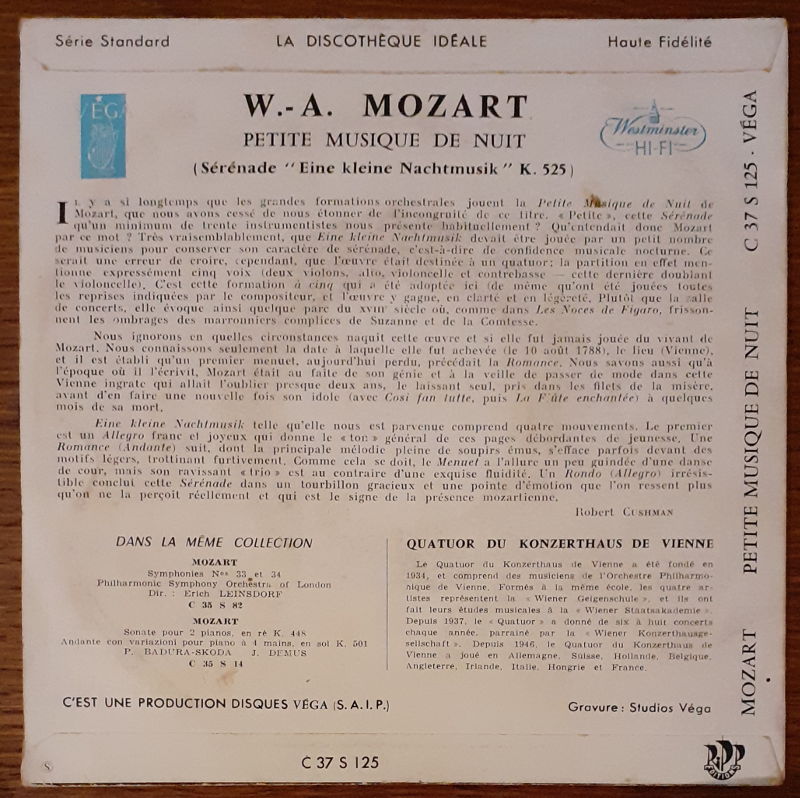 Série Standard
LA DISCOTHÈQUE IDÉALE
Haute Fidélité
VÉGA
W.-A. MOZART
PETITE MUSIQUE DE NUIT
(Sérénade "Eine kleine Nachtmusik" K. 525)
Westminster
HI-FI
IL y a si longtemps que les grandes formations orchestrales jouent la Petite Musique de Nuit de
Mozart, que nous avons cessé de nous étonner de l'incongruité de ce titre. « Petite », cette Sérénade
qu'un minimum de trente instrumentistes nous présente habituellement ? Qu'entendait donc Mozart
par ce mot ? Très vraisemblablement, que Eine kleine Nachtmusik devait être jouée par un petit nombre
de musiciens pour conserver son caractère de sérénade, c'est-à-dire de confidence musicale nocturne. Ce
serait une erreur de croire, cependant, que l'œuvre était destinée à un quatuor: la partition en effet men-
tionne expressément cinq voix (deux violons, alto, violoncelle et contrebasse — cette dernière doublant
le violoncelle). C'est cette formation à cinq qui a été adoptée ici (de même qu'ont été jouées toutes
les reprises indiquées par le compositeur, et l'œuvre y gagne, en clarté et en légèreté. Plutôt que la salle
de concerts, elle évoque ainsi quelque parc du XVIIIe siècle où, comme dans Les Noces de Figaro, frisson-
nent les ombrages des marronniers complices de Suzanne et de la Comtesse.
Nous ignorons en quelles circonstances naquit cette œuvre et si elle fut jamais jouée du vivant de
Mozart. Nous connaissons seulement la date à laquelle elle fut achevée (le 10 août 1788), le lieu (Vienne),
et il est établi qu'un premier menuet, aujourd'hui perdu, précédait la Romance. Nous savons aussi qu'à
l'époque où il l'écrivit, Mozart était au faîte de son génie et à la veille de passer de mode dans cette
Vienne ingrate qui allait l'oublier presque deux ans, le laissant seul, pris dans les filets de la misère,
avant d'en faire une nouvelle fois son idole (avec Cosi fan tutte, puis La Flûte enchantée) à quelques
mois de sa mort.
Eine kleine Nachtmusik telle qu'elle nous est parvenue comprend quatre mouvements. Le premier
est un Allegro franc et joyeux qui donne le « ton » général de ces pages débordantes de jeunesse. Une
Romance (Andante) suit, dont la principale mélodie pleine de soupirs émus, s'efface parfois devant des
motifs légers, trottinant furtivement. Comme cela se doit, le Menuet a l'allure un peu guindée d'une danse
de cour, mais son ravissant « trio » est au contraire d'une exquise fluidité. Un Rondo (Allegro) irrésis-
tible conclut cette Sérénade dans un tourbillon gracieux et une pointe d'émotion que l'on ressent plus
qu'on ne la perçoit réellement et qui est le signe de la présence mozartienne.
Robert CUSHMAN
DANS LA MÊME COLLECTION
MOZART
Symphonies Nos 33 et 34
Philharmonic Symphony Orchestra of London
Dir. : Erich LEINSDORF
C 35 S 82
MOZART
Sonate pour 2 pianos, en ré K. 448
Andante con variazioni pour piano à 4 mains, en sol K. 501
P. BADURA-SKODA J. DEMUS
C 35 S 14
QUATUOR DU KONZERTHAUS DE VIENNE
Le Quatuor du Konzerthaus de Vienne a été fondé en
1934, et comprend des musiciens de l'Orchestre Philharmo-
nique de Vienne. Formés à la même école, les quatre ar-
tistes représentent la « Wiener Geigenschule », et ils ont
fait leurs études musicales à la « Wiener Staatsakademie ».
Depuis 1937, le « Quatuor » a donné de six à huit concerts
chaque année, parrainé par la « Wiener Konzerthausge-
sellschaft ». Depuis 1946, le Quatuor du Konzerthaus de
Vienne a joué en Allemagne, Suisse, Hollande, Belgique,
Angleterre, Irlande, Italie, Hongrie et France.
C'EST UNE PRODUCTION DISQUES VÉGA (S.A.I.P.)
Gravure : Studios Véga
S
C 37 S 125
MOZART PETITE MUSIQUE DE NUIT C 37 S 125 . VÉGA